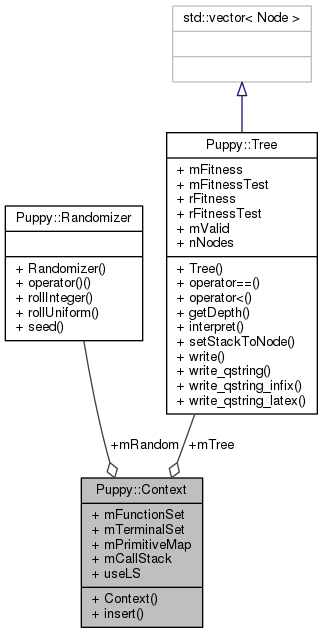 std::vector< Node >
Puppy::Tree
+ mFitness
+ mFitnessTest
+ rFitness
+ rFitnessTest
+ mValid
+ nNodes
+ Tree()
+ operator==()
+ operator<()
+ getDepth()
+ interpret()
+ setStackToNode()
+ write()
+ write_qstring()
+ write_qstring_infix()
+ write_qstring_latex()
Puppy::Randomizer
+ Randomizer()
+ operator()()
+ rollInteger()
+ rollUniform()
+ seed()
+mRandom
+mTree
Puppy::Context
+ mFunctionSet
+ mTerminalSet
+ mPrimitiveMap
+ mCallStack
+ useLS
+ Context()
+ insert()